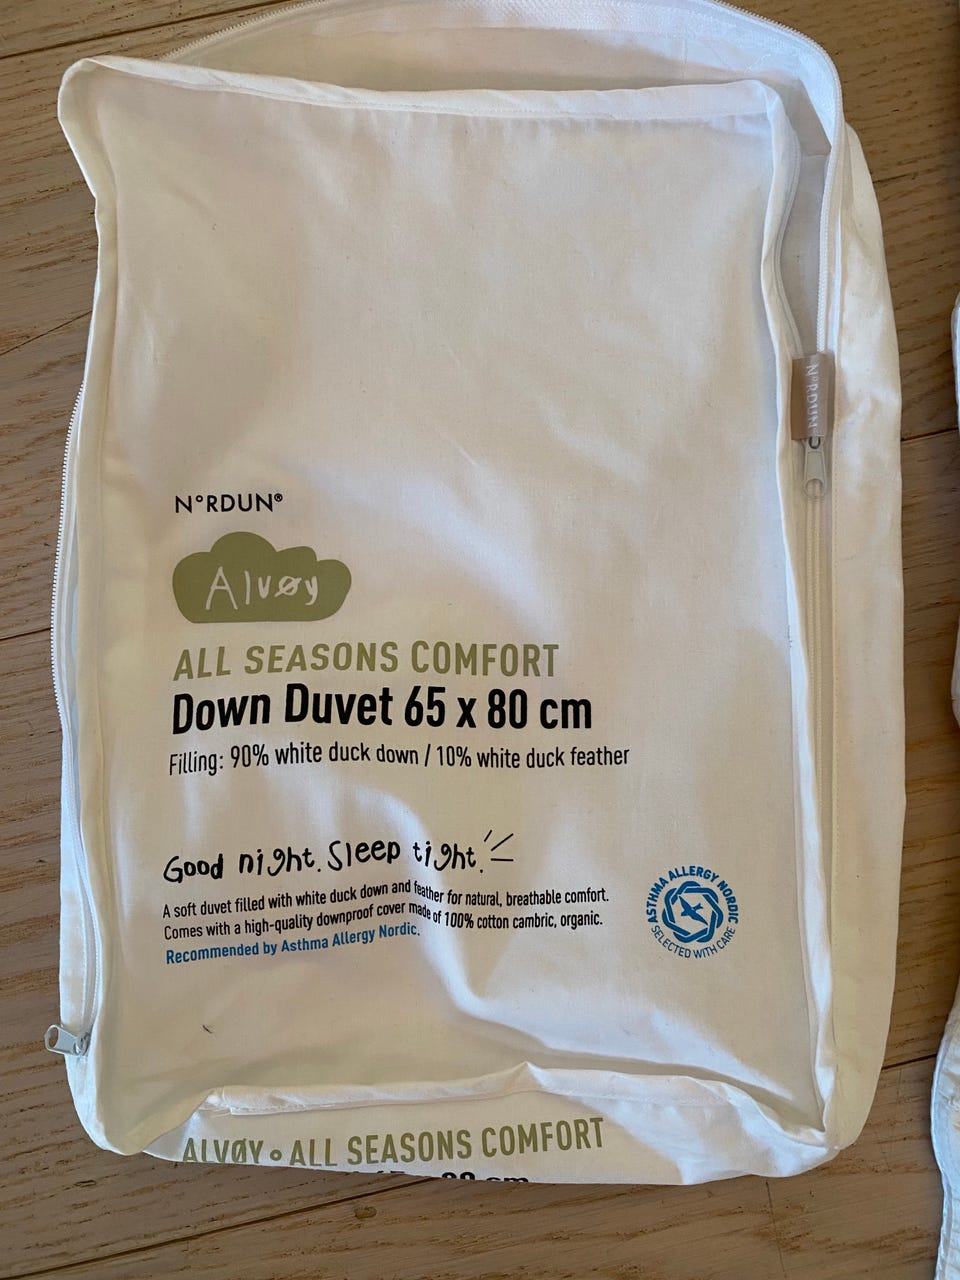 N°RDUN
N°RDUN®
Alvøy
ALL SEASONS COMFORT
Down Duvet 65 x 80 cm
Filling: 90% white duck down / 10% white duck feather
Good night. Sleep tight.
A soft duvet filled with white duck down and feather for natural, breathable comfort.
Comes with a high-quality downproof cover made of 100% cotton cambric, organic.
Recommended by Asthma Allergy Nordic.
ASTHMA ALLERGY NORDIC
SELECTED WITH CARE
ALVØY ∘ ALL SEASONS COMFORT
80 cm